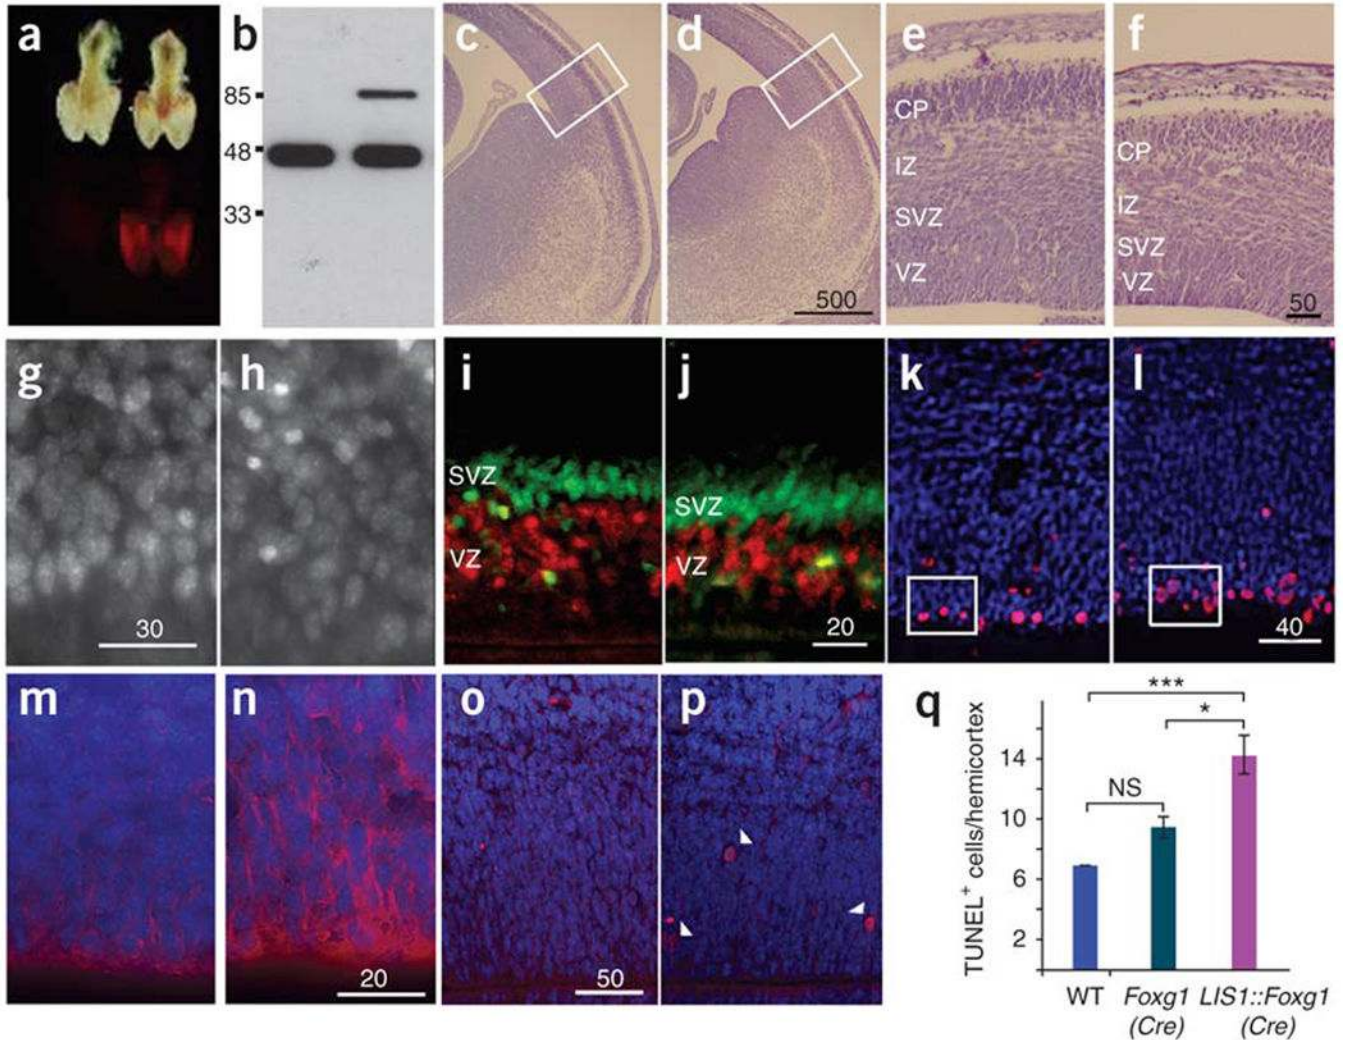 a
b
85
48
33
c
d
500
e
CP
IZ
SVZ
VZ
f
CP
IZ
SVZ
VZ
50
g
30
h
i
SVZ
VZ
j
SVZ
VZ
20
k
l
40
m
n
20
o
50
p
q
***
*
NS
TUNEL+ cells/hemicortex
14
10
6
2
WT
Foxg1
(Cre)
LIS1::Foxg1
(Cre)